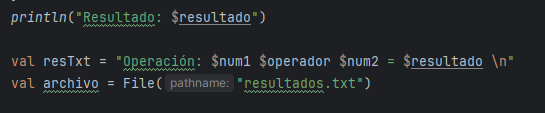 println("Resultado: $resultado")
val resTxt = "Operación: $num1 $operador $num2 = $resultado \n"
val archivo = File( pathname: "resultados.txt")